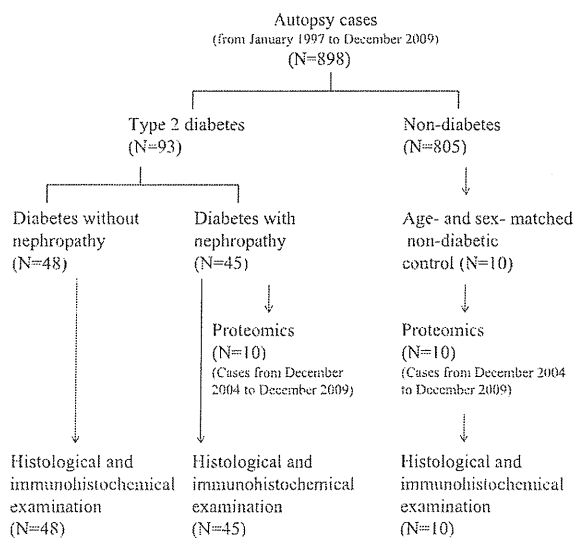 Autopsy cases
(from January 1997 to December 2009)
(N=898)
Type 2 diabetes
(N=93)
Non-diabetes
(N=805)
Diabetes without
nephropathy
(N=48)
Diabetes with
nephropathy
(N=45)
Age- and sex- matched
non-diabetic
control (N=10)
Proteomics
(N=10)
(Cases from December
2004 to December 2009)
Proteomics
(N=10)
(Cases from December 2004
to December 2009)
Histological and
immunohistochemical
examination
(N=48)
Histological and
immunohistochemical
examination
(N=45)
Histological and
immunohistochemical
examination
(N=10)